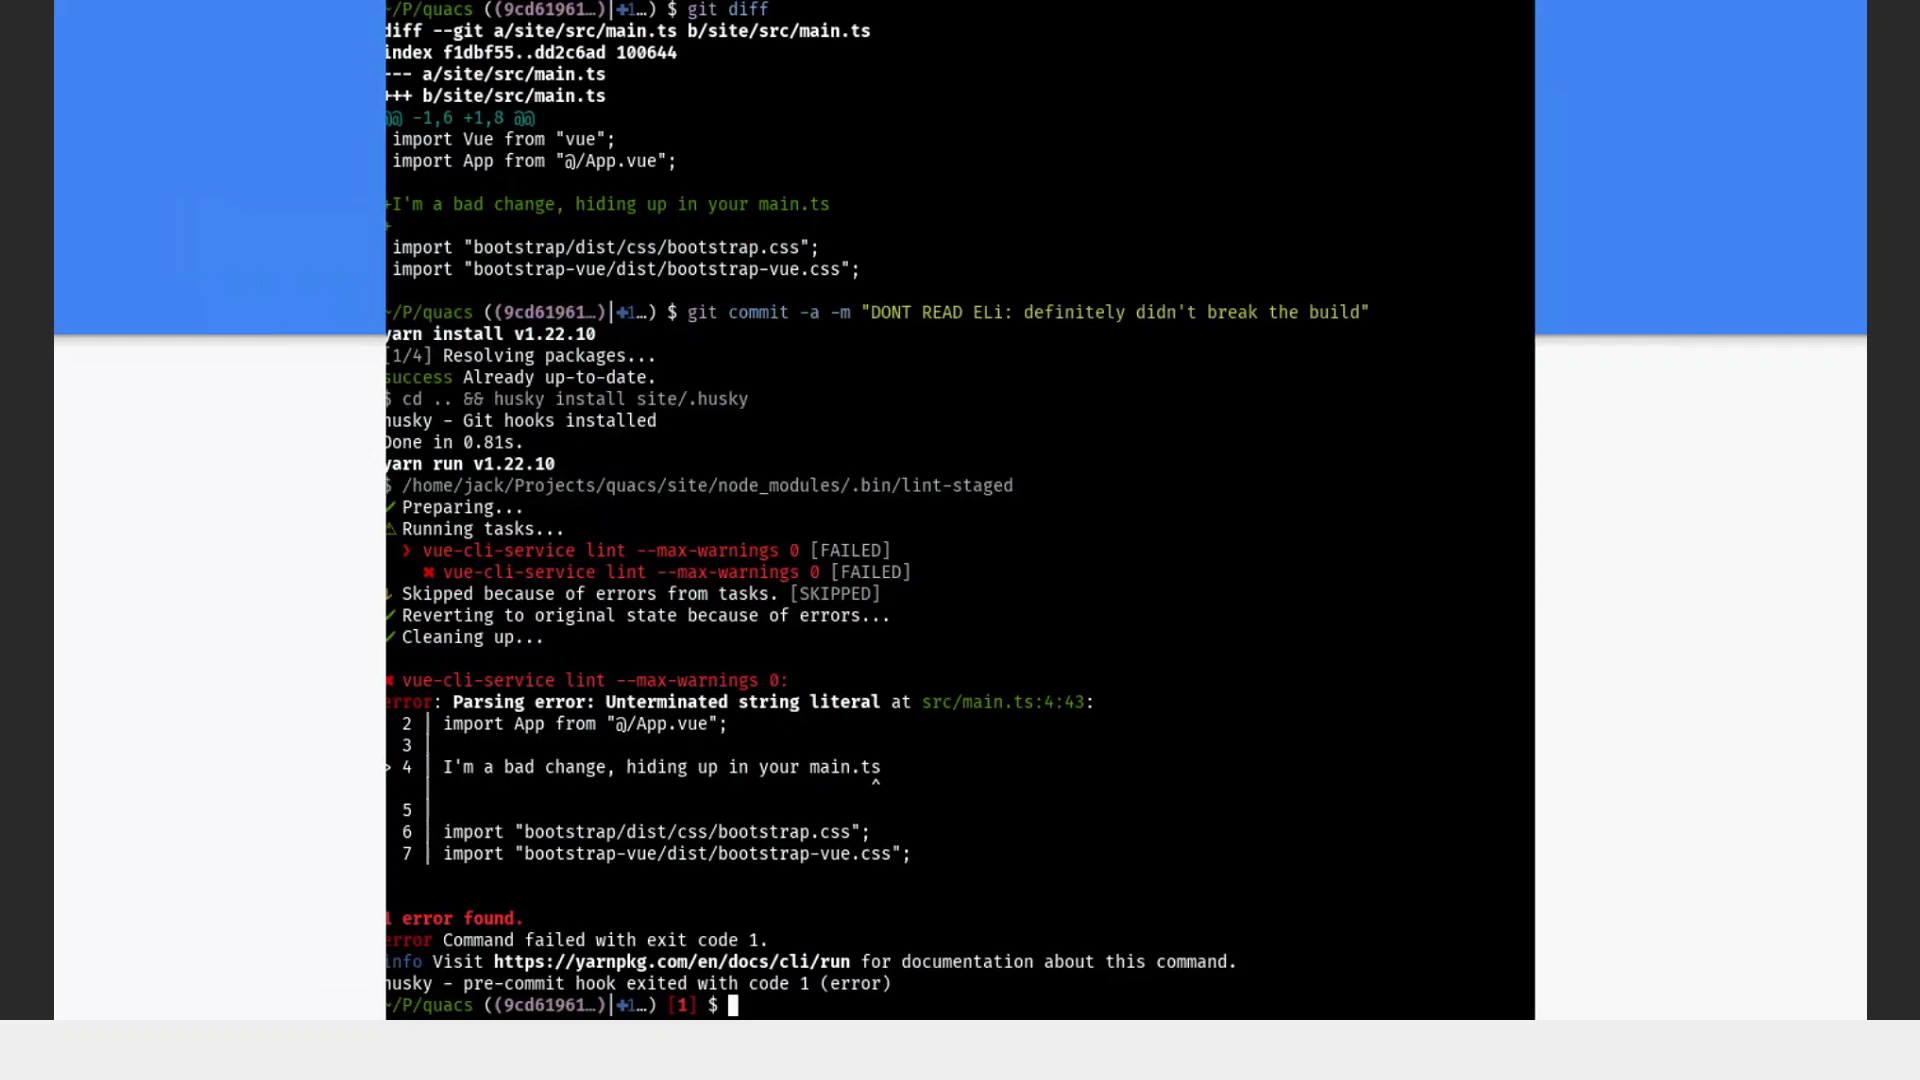 ~/P/quacs ((9cd61961…)|✚1…) $ git diff
diff --git a/site/src/main.ts b/site/src/main.ts
index f1dbf55..dd2c6ad 100644
--- a/site/src/main.ts
+++ b/site/src/main.ts
@@ -1,6 +1,8 @@
import Vue from "vue";
import App from "@/App.vue";
+I'm a bad change, hiding up in your main.ts
+
import "bootstrap/dist/css/bootstrap.css";
import "bootstrap-vue/dist/bootstrap-vue.css";
~/P/quacs ((9cd61961…)|✚1…) $ git commit -a -m "DONT READ ELi: definitely didn't break the build"
yarn install v1.22.10
[1/4] Resolving packages...
success Already up-to-date.
$ cd .. && husky install site/.husky
husky - Git hooks installed
Done in 0.81s.
yarn run v1.22.10
$ /home/jack/Projects/quacs/site/node_modules/.bin/lint-staged
✔ Preparing...
⚠ Running tasks...
❯ vue-cli-service lint --max-warnings 0 [FAILED]
✖ vue-cli-service lint --max-warnings 0 [FAILED]
↓ Skipped because of errors from tasks. [SKIPPED]
✔ Reverting to original state because of errors...
✔ Cleaning up...
✖ vue-cli-service lint --max-warnings 0:
error: Parsing error: Unterminated string literal at src/main.ts:4:43:
2 | import App from "@/App.vue";
3 |
> 4 | I'm a bad change, hiding up in your main.ts
| ^
5 |
6 | import "bootstrap/dist/css/bootstrap.css";
7 | import "bootstrap-vue/dist/bootstrap-vue.css";
1 error found.
error Command failed with exit code 1.
info Visit https://yarnpkg.com/en/docs/cli/run for documentation about this command.
husky - pre-commit hook exited with code 1 (error)
~/P/quacs ((9cd61961…)|✚1…) [1] $